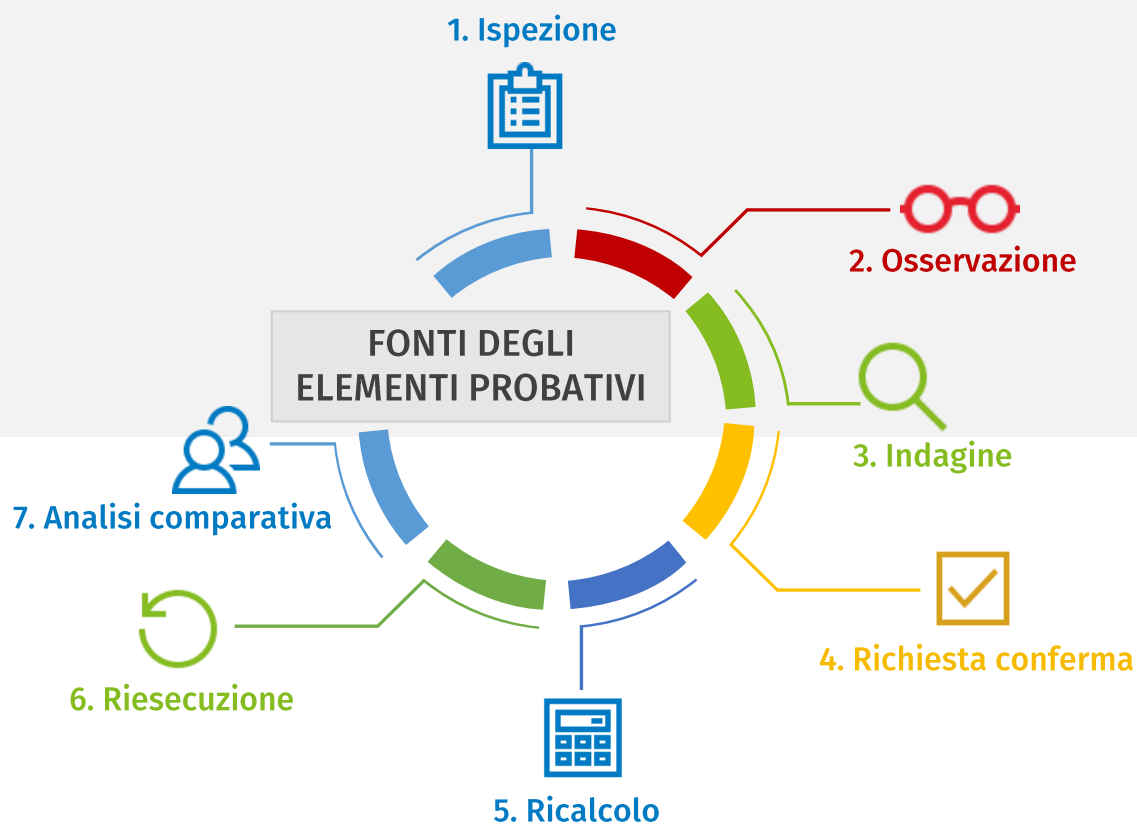 1. Ispezione
2. Osservazione
FONTI DEGLI
ELEMENTI PROBATIVI
3. Indagine
7. Analisi comparativa
4. Richiesta conferma
6. Riesecuzione
5. Ricalcolo